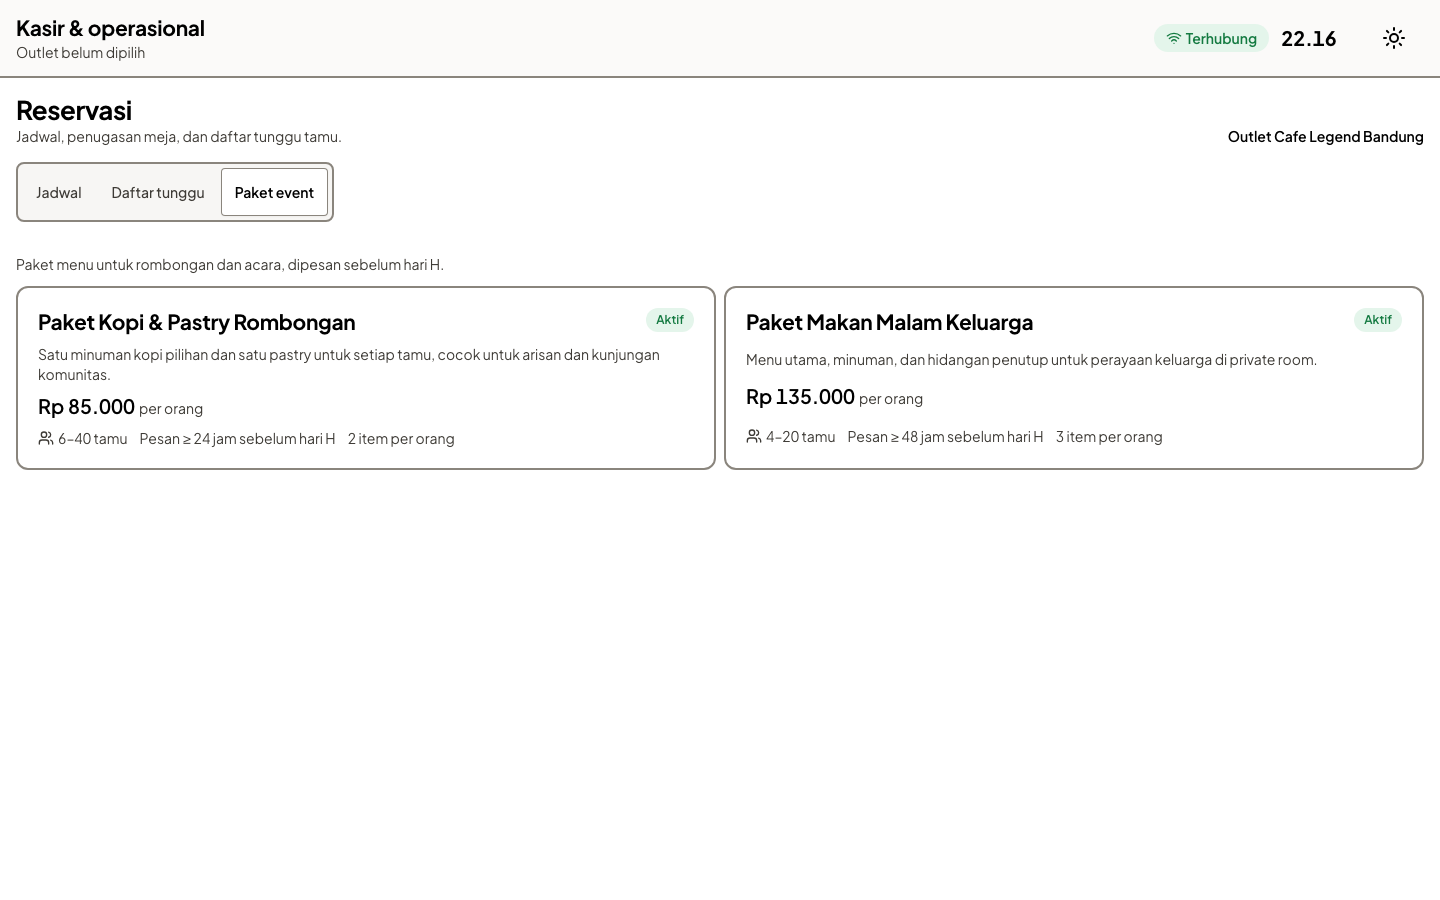 Kasir & operasional
Outlet belum dipilih
Terhubung
22.16
Reservasi
Jadwal, penugasan meja, dan daftar tunggu tamu.
Outlet Cafe Legend Bandung
Jadwal
Daftar tunggu
Paket event
Paket menu untuk rombongan dan acara, dipesan sebelum hari H.
Paket Kopi & Pastry Rombongan
Aktif
Satu minuman kopi pilihan dan satu pastry untuk setiap tamu, cocok untuk arisan dan kunjungan
komunitas.
Rp 85.000 per orang
6–40 tamu Pesan ≥ 24 jam sebelum hari H 2 item per orang
Paket Makan Malam Keluarga
Aktif
Menu utama, minuman, dan hidangan penutup untuk perayaan keluarga di private room.
Rp 135.000 per orang
4–20 tamu Pesan ≥ 48 jam sebelum hari H 3 item per orang